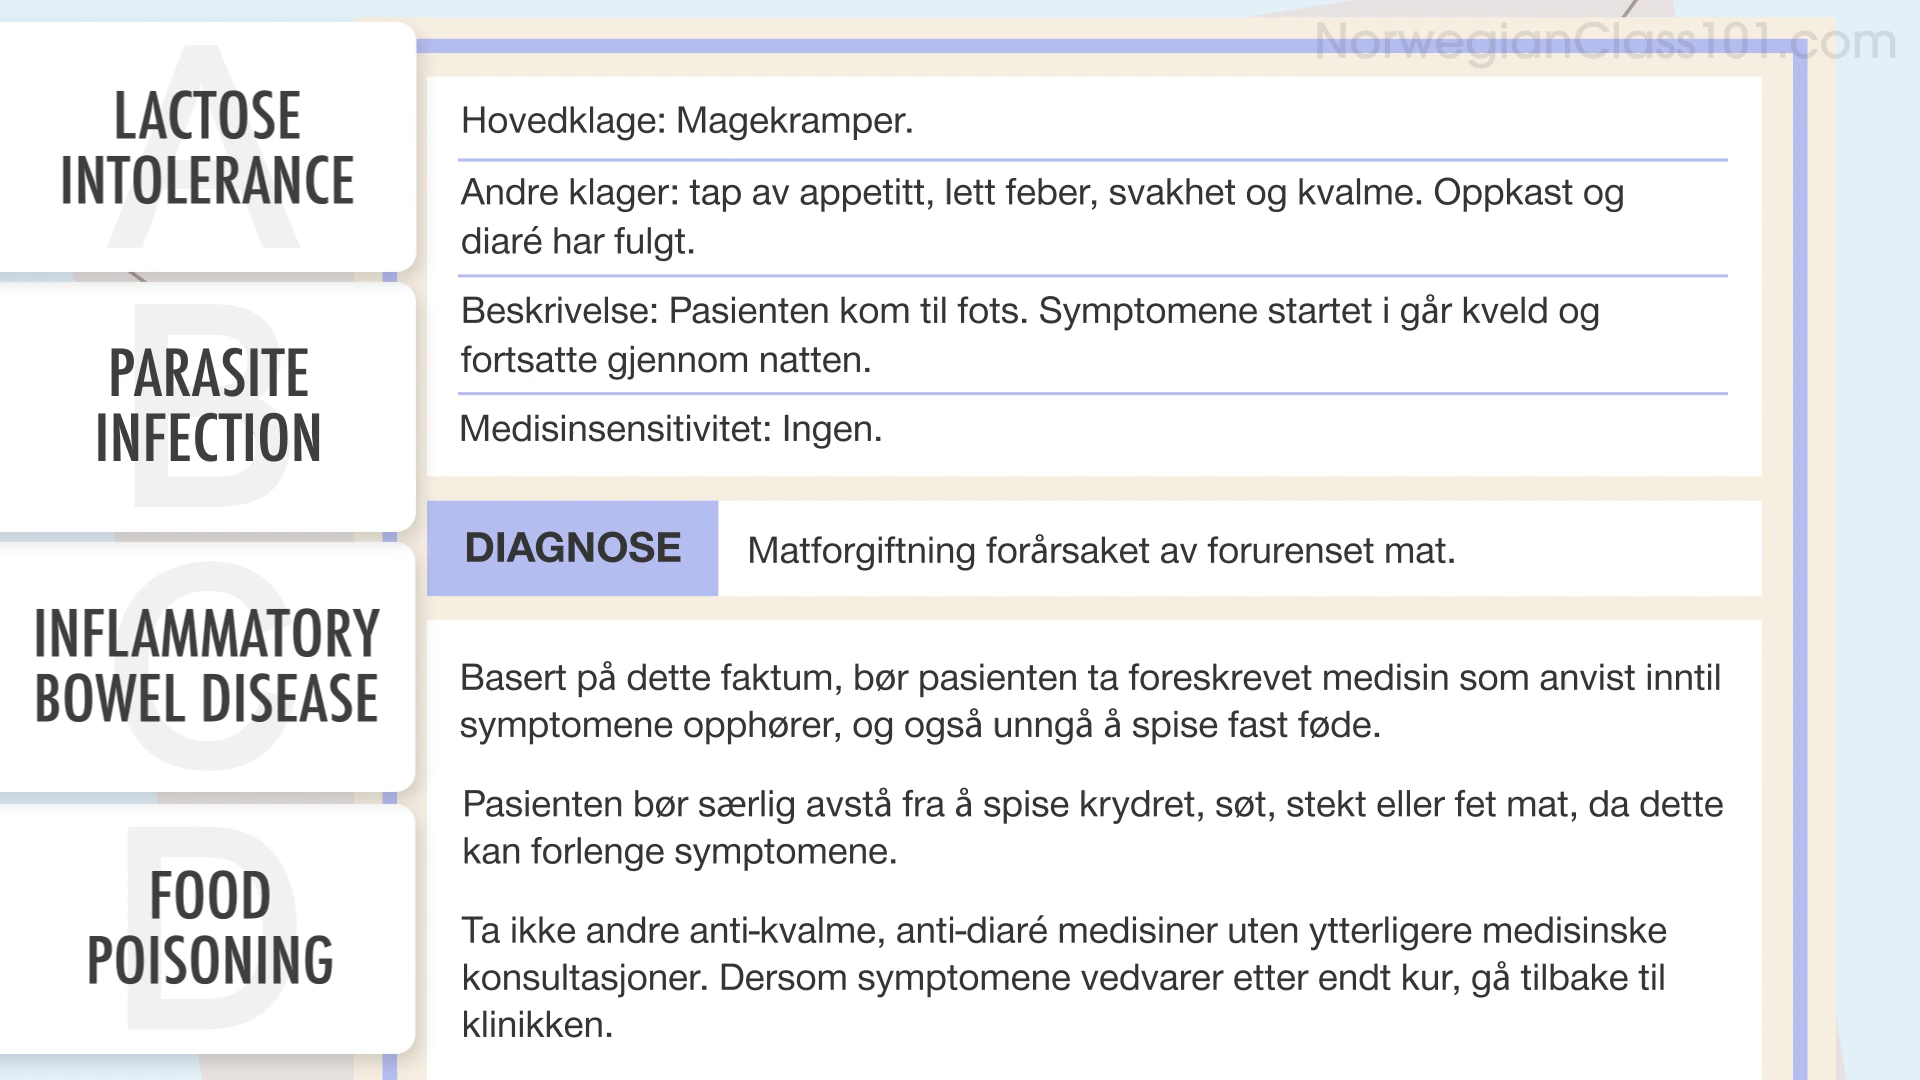 NorwegianClass101.com
A
LACTOSE
INTOLERANCE
B
PARASITE
INFECTION
C
INFLAMMATORY
BOWEL DISEASE
D
FOOD
POISONING
Hovedklage: Magekramper.
Andre klager: tap av appetitt, lett feber, svakhet og kvalme. Oppkast og
diaré har fulgt.
Beskrivelse: Pasienten kom til fots. Symptomene startet i går kveld og
fortsatte gjennom natten.
Medisinsensitivitet: Ingen.
DIAGNOSE
Matforgiftning forårsaket av forurenset mat.
Basert på dette faktum, bør pasienten ta foreskrevet medisin som anvist inntil
symptomene opphører, og også unngå å spise fast føde.
Pasienten bør særlig avstå fra å spise krydret, søt, stekt eller fet mat, da dette
kan forlenge symptomene.
Ta ikke andre anti-kvalme, anti-diaré medisiner uten ytterligere medisinske
konsultasjoner. Dersom symptomene vedvarer etter endt kur, gå tilbake til
klinikken.